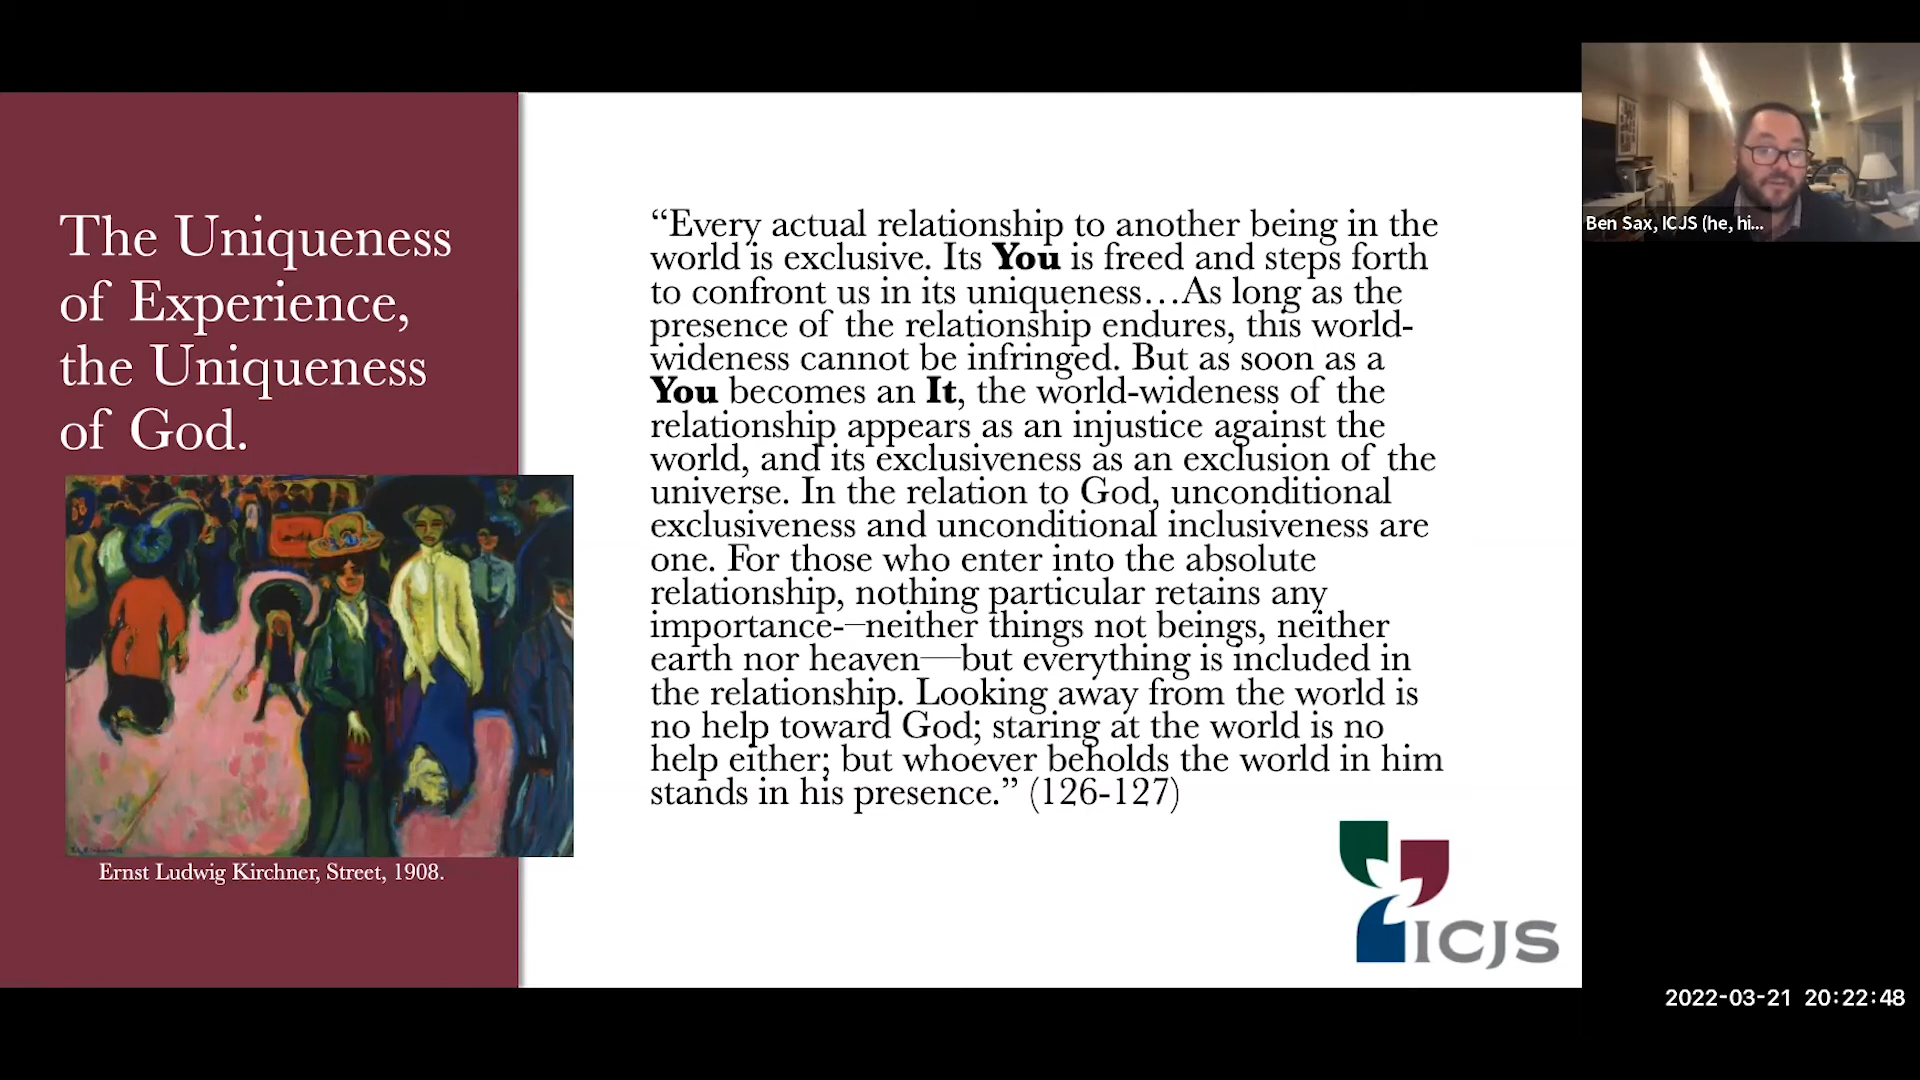 The Uniqueness
of Experience,
the Uniqueness
of God.
Ernst Ludwig Kirchner, Street, 1908.
“Every actual relationship to another being in the
world is exclusive. Its You is freed and steps forth
to confront us in its uniqueness…As long as the
presence of the relationship endures, this world-
wideness cannot be infringed. But as soon as a
You becomes an It, the world-wideness of the
relationship appears as an injustice against the
world, and its exclusiveness as an exclusion of the
universe. In the relation to God, unconditional
exclusiveness and unconditional inclusiveness are
one. For those who enter into the absolute
relationship, nothing particular retains any
importance-–neither things not beings, neither
earth nor heaven—but everything is included in
the relationship. Looking away from the world is
no help toward God; staring at the world is no
help either; but whoever beholds the world in him
stands in his presence.” (126-127)
ICJS
Ben Sax, ICJS (he, hi...
2022-03-21 20:22:48